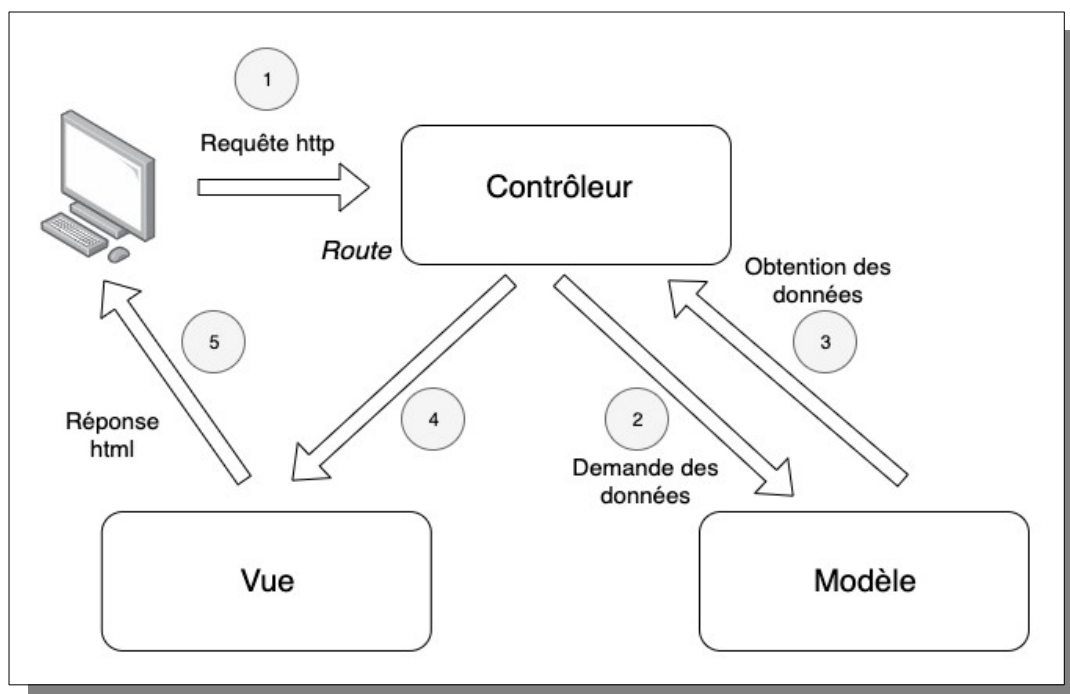 1
Requête http
Contrôleur
Route
Obtention des
données
3
5
4
2
Réponse
html
Demande des
données
Vue
Modèle